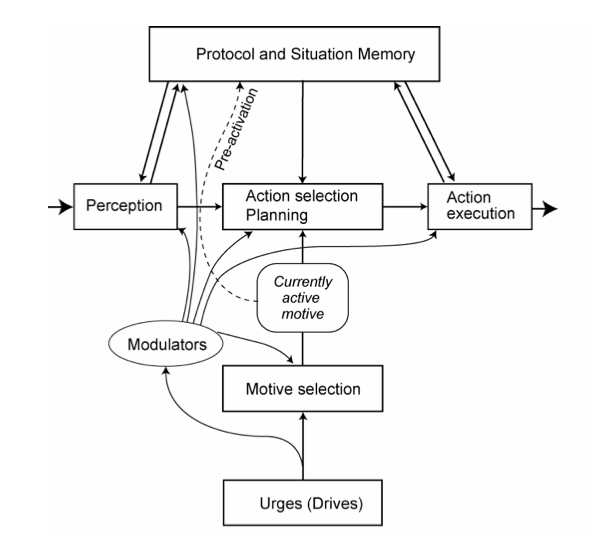 Protocol and Situation Memory
Pre-activation
Perception
Action selection
Planning
Action
execution
Currently
active
motive
Modulators
Motive selection
Urges (Drives)